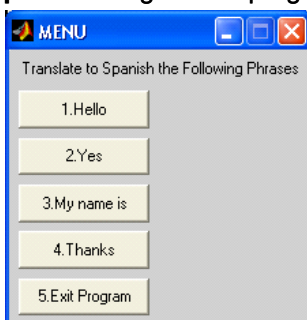 MENU
Translate to Spanish the Following Phrases
1.Hello
2.Yes
3.My name is
4.Thanks
5.Exit Program